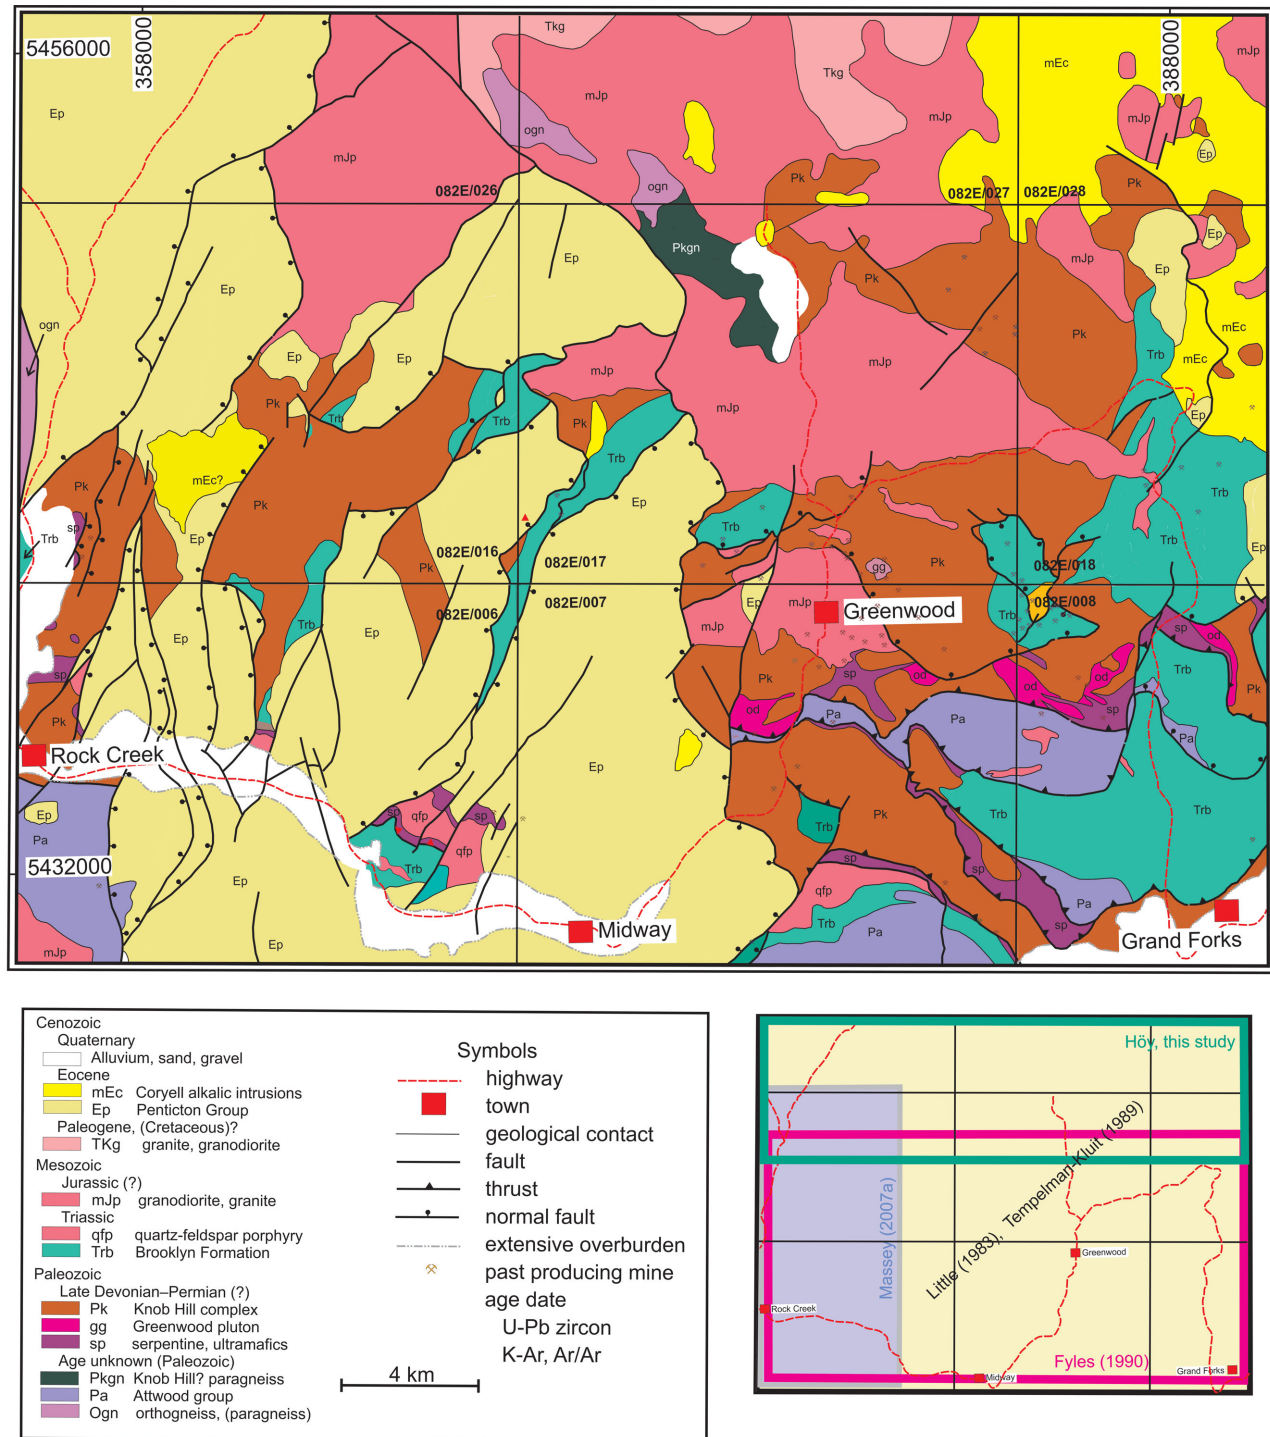 5456000
358000
388000
Tkg
Tkg
mEc
mJp
Ep
mJp
mJp
mJp
ogn
mJp
Ep
Pk
Pk
ogn
082E/026
082E/027
082E/028
Ep
Pkgn
Ep
mJp
Ep
Ep
Pk
ogn
mEc
Pk
Trb
mEc
Ep
Ep
mJp
mJp
Pk
Trb
Trb
Pk
mJp
Ep
Trb
Pk
mEc?
Pk
Ep
Trb
Trb
sp
Trb
Ep
Trb
Ep
082E/016
082E/017
Pk
Pk
gg
082E/018
082E/006
082E/007
082E/008
Ep
mJp
Greenwood
Trb
Ep
Trb
Ep
mJp
sp
od
sp
Pk
sp
od
od
Trb
Pk
Pk
od
Pa
Pa
sp
Pa
Rock Creek
Ep
Ep
Pa
sp
qfp
sp
Trb
Pk
Trb
Trb
5432000
qfp
Trb
sp
sp
Ep
qfp
Pa
Trb
Pa
sp
mJp
Ep
Midway
Grand Forks
Cenozoic
Quaternary
Alluvium, sand, gravel
Eocene
mEc Coryell alkalic intrusions
Ep Penticton Group
Paleogene, (Cretaceous)?
TKg granite, granodiorite
Mesozoic
Jurassic (?)
mJp granodiorite, granite
Triassic
qfp quartz-feldspar porphyry
Trb Brooklyn Formation
Paleozoic
Late Devonian–Permian (?)
Pk Knob Hill complex
gg Greenwood pluton
sp serpentine, ultramafics
Age unknown (Paleozoic)
Pkgn Knob Hill? paragneiss
Pa Attwood group
Ogn orthogneiss, (paragneiss)
Symbols
highway
town
geological contact
fault
thrust
normal fault
extensive overburden
past producing mine
age date
U-Pb zircon
K-Ar, Ar/Ar
4 km
Höy, this study
Little (1983), Tempelman-Kluit (1989)
Massey (2007a)
Greenwood
Rock Creek
Fyles (1990)
Midway
Grand Forks